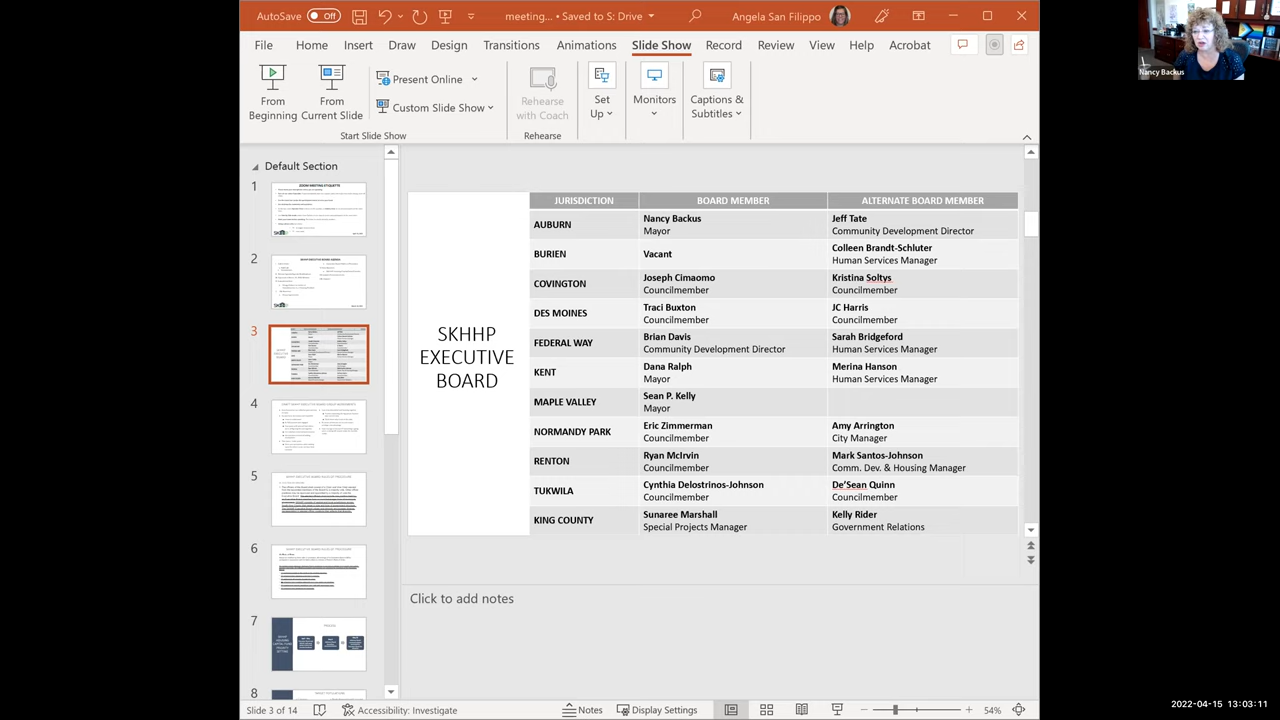 AutoSave Off meeting... • Saved to S: Drive Angela San Filippo
File Home Insert Draw Design Transitions Animations Slide Show Record Review View Help Acrobat
From Beginning
From Current Slide
Present Online
Custom Slide Show
Rehearse with Coach
Set Up
Monitors
Captions & Subtitles
Start Slide Show
Rehearse
Nancy Backus
Default Section
1
2
3
4
5
6
7
8
SKHHP
EXECUTIVE
BOARD
JURISDICTION BOARD MEMBER ALTERNATE BOARD MEMBER
AUBURN
Nancy Backus
Mayor
Jeff Tate
Community Development Director
BURIEN
Vacant
Colleen Brandt-Schluter
Human Services Manager
COVINGTON
Joseph Cimaomo
Councilmember
Kristina Soltys
Councilmember
DES MOINES
Traci Buxton
Councilmember
JC Harris
Councilmember
FEDERAL WAY
Brian Davis
Community Development Director
Leah Bridgeford
Human Services Manager
KENT
Dana Ralph
Mayor
Merina Hanson
Human Services Manager
MAPLE VALLEY
Sean P. Kelly
Mayor
NORMANDY PARK
Eric Zimmerman
Councilmember
Amy Arrington
City Manager
RENTON
Ryan McIrvin
Councilmember
Mark Santos-Johnson
Comm. Dev. & Housing Manager
TUKWILA
Cynthia Delostrinos Johnson
Councilmember
De'Sean Quinn
Councilmember
KING COUNTY
Sunaree Marshall
Special Projects Manager
Kelly Rider
Government Relations
Click to add notes
Slide 3 of 14 Accessibility: Investigate Notes Display Settings 54%
2022-04-15 13:03:11